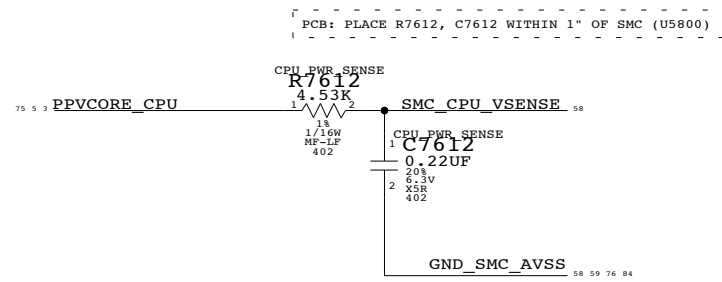 PCB: PLACE R7612, C7612 WITHIN 1" OF SMC (U5800)
CPU_PWR_SENSE
R7612
4.53K
75 5 3 PPVCORE_CPU 1 2 SMC_CPU_VSENSE 58
1%
1/16W
MF-LF
402
CPU_PWR_SENSE
1 C7612
0.22UF
20%
6.3V
2 X5R
402
GND_SMC_AVSS 58 59 76 84